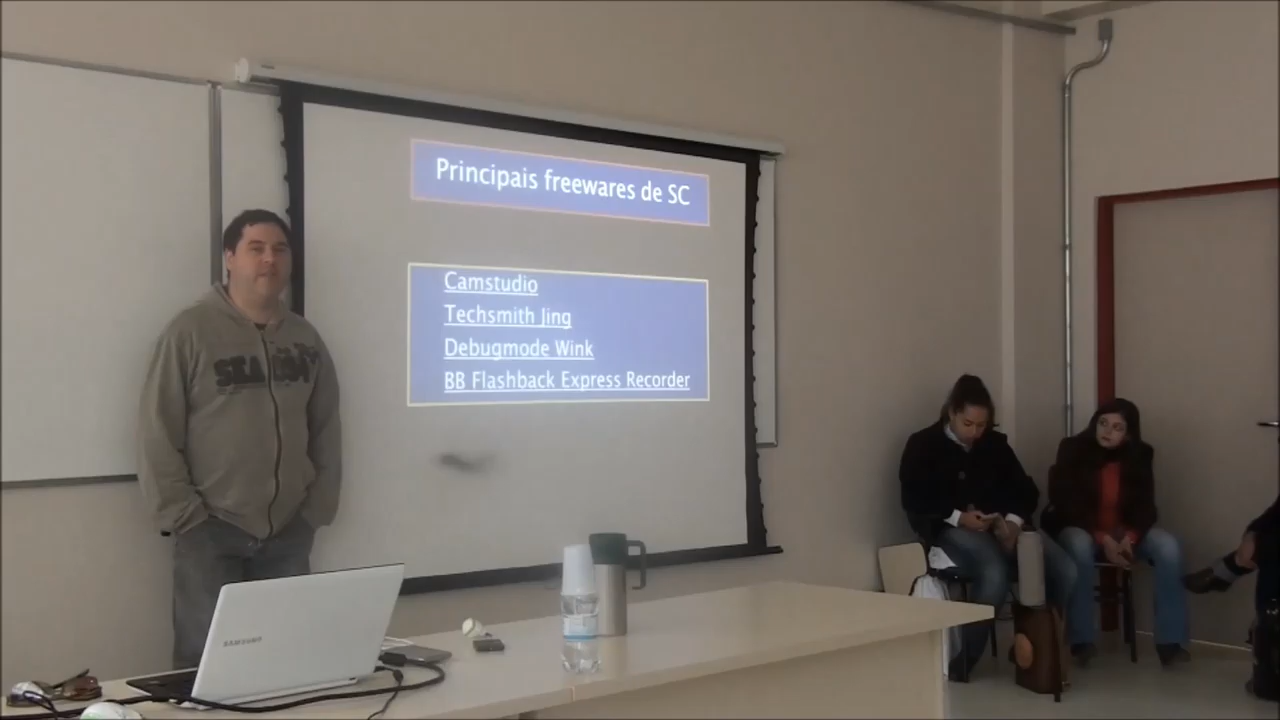 Principais freewares de SC
Camstudio
Techsmith Jing
Debugmode Wink
BB Flashback Express Recorder
SAMSUNG